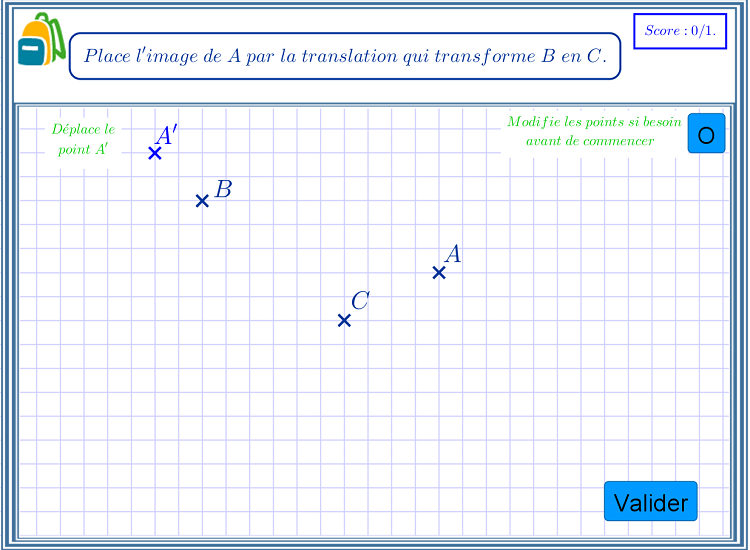 Place l'image de A par la translation qui transforme B en C.
Score : 0/1.
Déplace le
point A'
Modifie les points si besoin
avant de commencer
O
A'
B
A
C
Valider